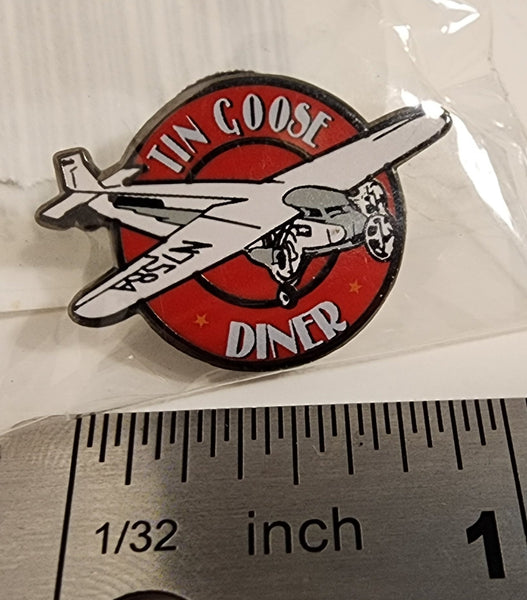 TIN GOOSE
N7584
DINER
1/32 inch 1